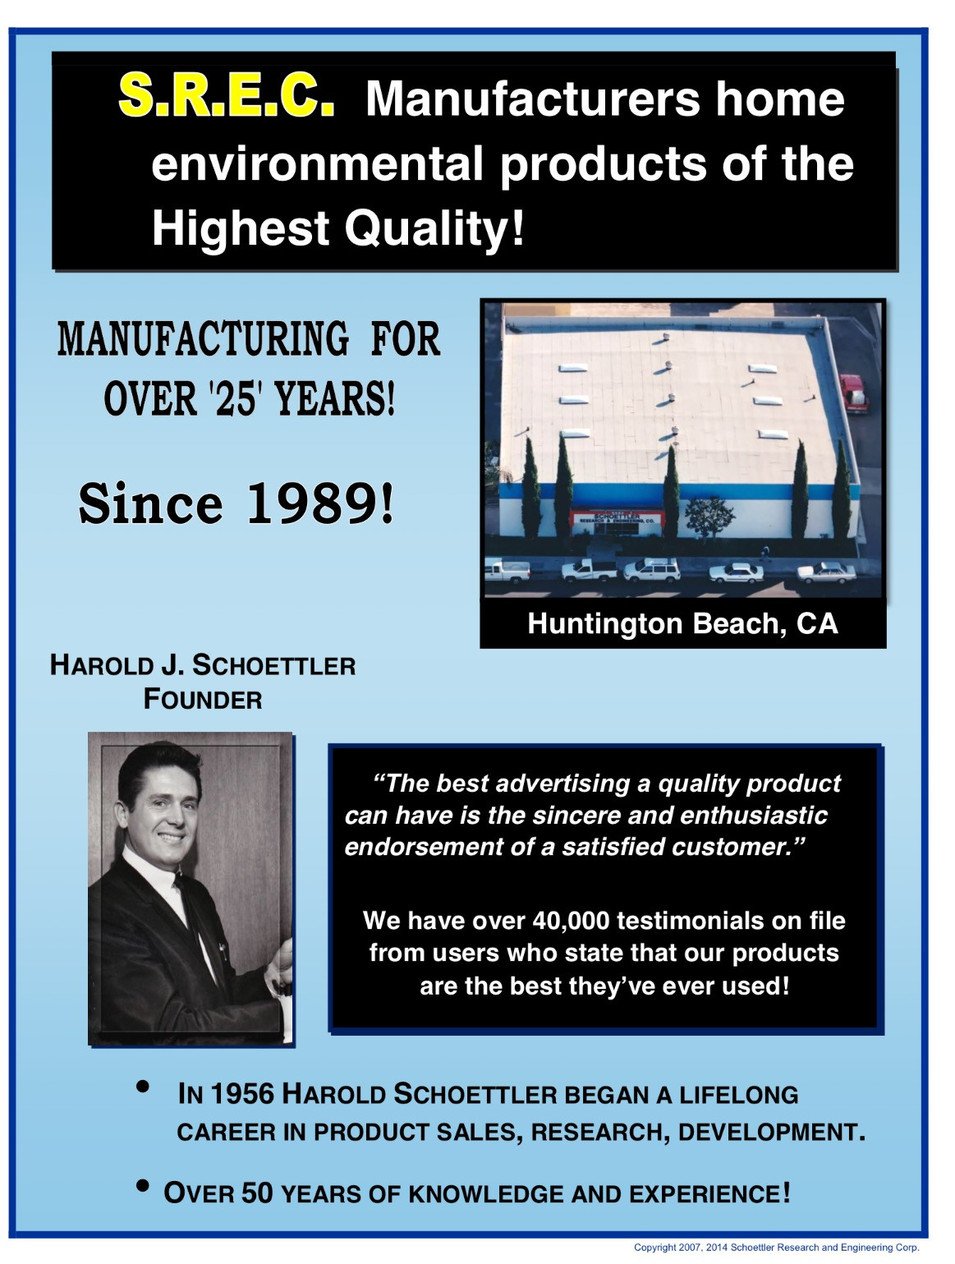 S.R.E.C. Manufacturers home
environmental products of the
Highest Quality!
MANUFACTURING FOR
OVER '25' YEARS!
Since 1989!
SCHOETTLER
RESEARCH & ENGINEERING, CO.
Huntington Beach, CA
HAROLD J. SCHOETTLER
FOUNDER
“The best advertising a quality product
can have is the sincere and enthusiastic
endorsement of a satisfied customer.”
We have over 40,000 testimonials on file
from users who state that our products
are the best they’ve ever used!
• IN 1956 HAROLD SCHOETTLER BEGAN A LIFELONG
CAREER IN PRODUCT SALES, RESEARCH, DEVELOPMENT.
• OVER 50 YEARS OF KNOWLEDGE AND EXPERIENCE!
Copyright 2007, 2014 Schoettler Research and Engineering Corp.